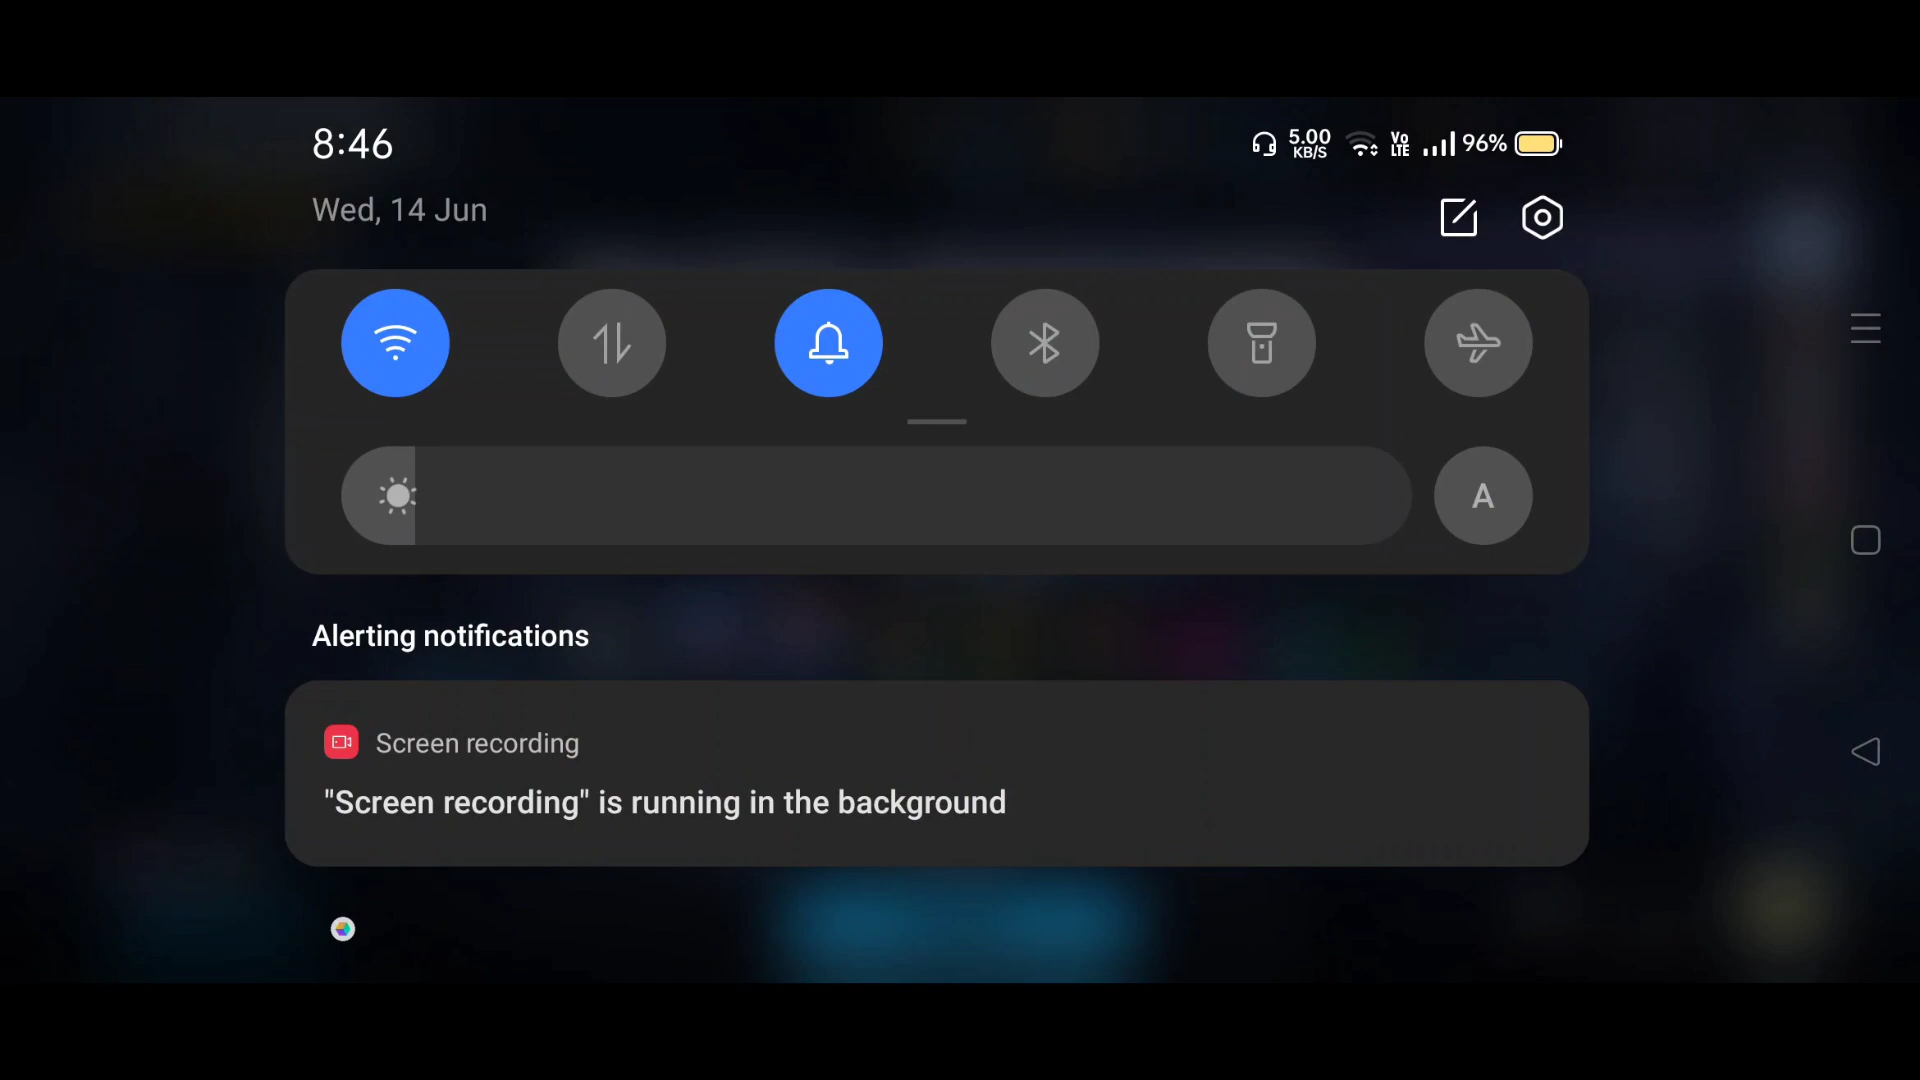 8:46
5.00 KB/S VO LTE 96%
Wed, 14 Jun
A
Alerting notifications
Screen recording
"Screen recording" is running in the background